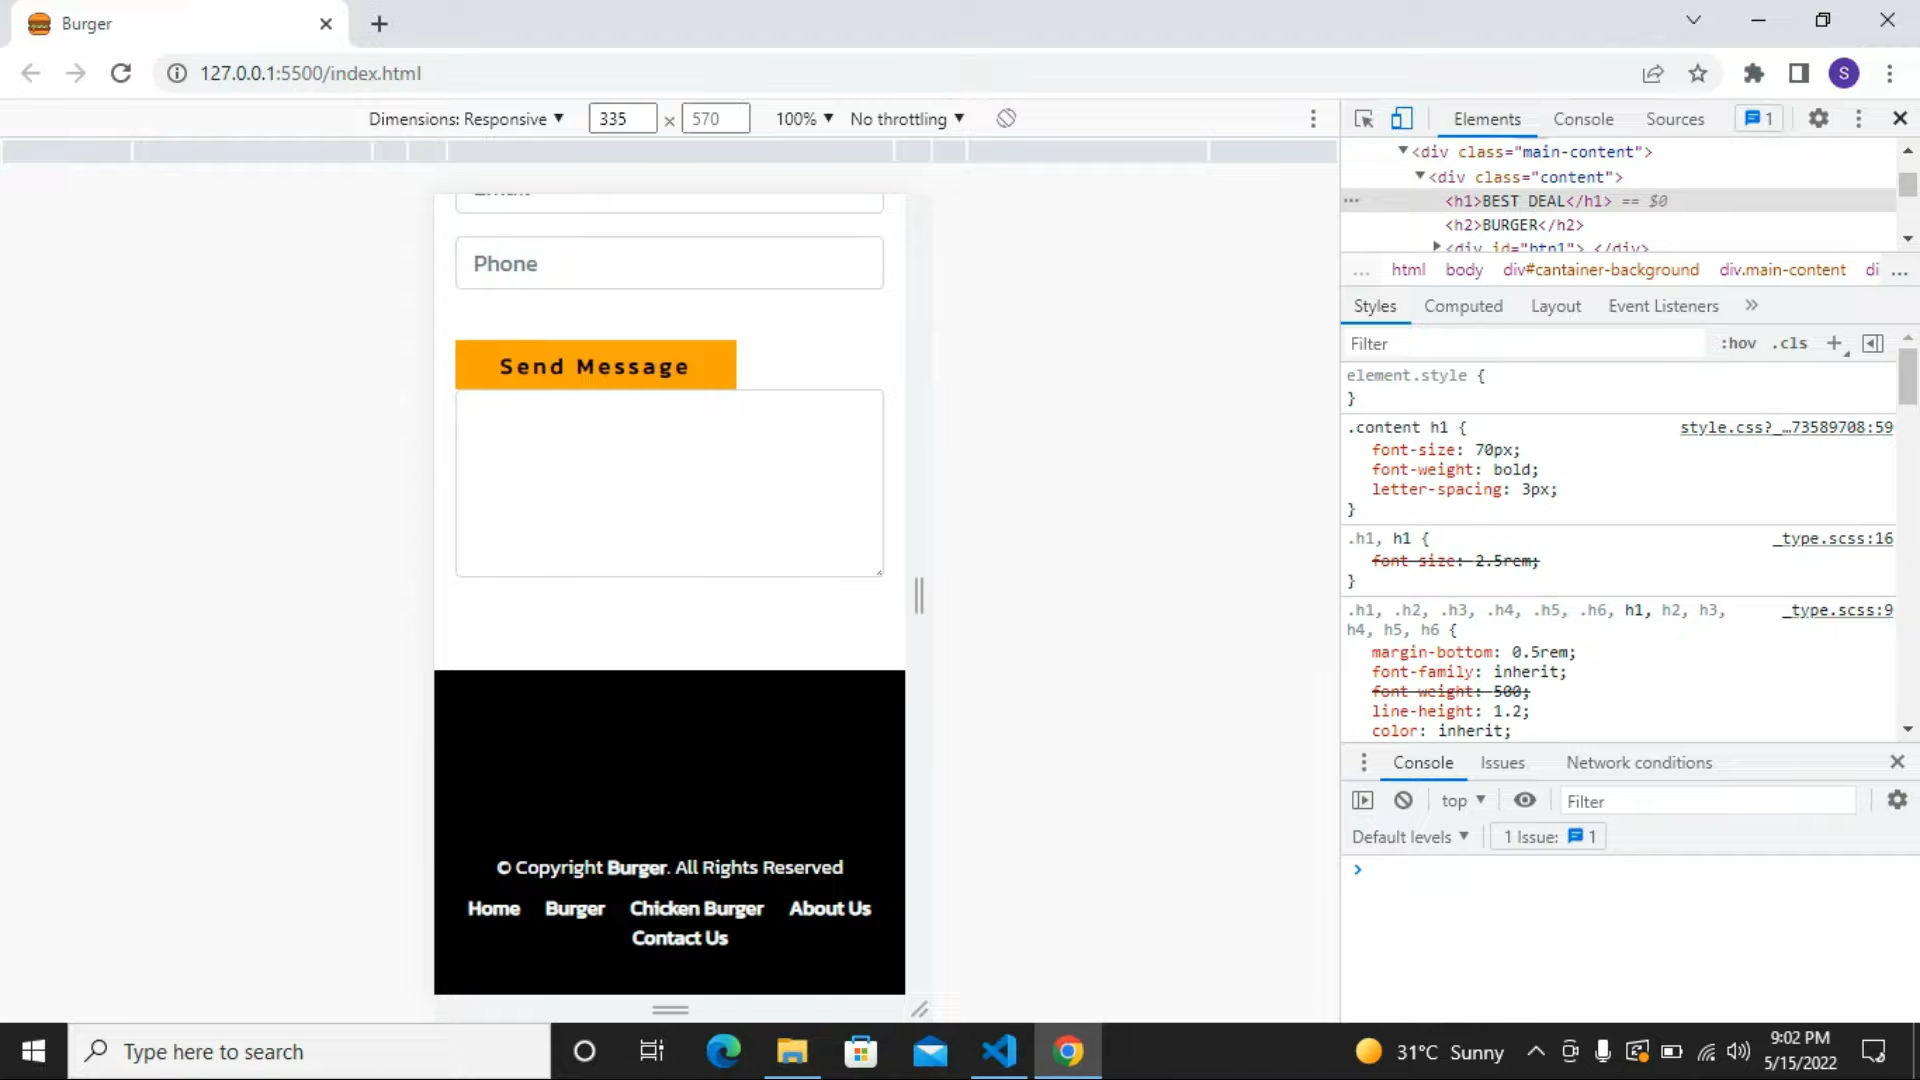 Burger
127.0.0.1:5500/index.html
S
Dimensions: Responsive ▼ 335 × 570 100% ▼ No throttling ▼
Elements Console Sources 1
▼<div class="main-content">
▼<div class="content">
... <h1>BEST DEAL</h1> == $0
<h2>BURGER</h2>
▶<div id="btn1"> </div>
... html body div#cantainer-background div.main-content di ...
Styles Computed Layout Event Listeners »
Filter :hov .cls +
element.style {
}
.content h1 { style.css?_…73589708:59
font-size: 70px;
font-weight: bold;
letter-spacing: 3px;
}
.h1, h1 { _type.scss:16
font-size: 2.5rem;
}
.h1, .h2, .h3, .h4, .h5, .h6, h1, h2, h3, _type.scss:9
h4, h5, h6 {
margin-bottom: 0.5rem;
font-family: inherit;
font-weight: 500;
line-height: 1.2;
color: inherit;
Console Issues Network conditions
top ▼ Filter
Default levels ▼ 1 Issue: 1
Email
Phone
Send Message
© Copyright Burger. All Rights Reserved
Home Burger Chicken Burger About Us
Contact Us
Type here to search
31°C Sunny
9:02 PM
5/15/2022